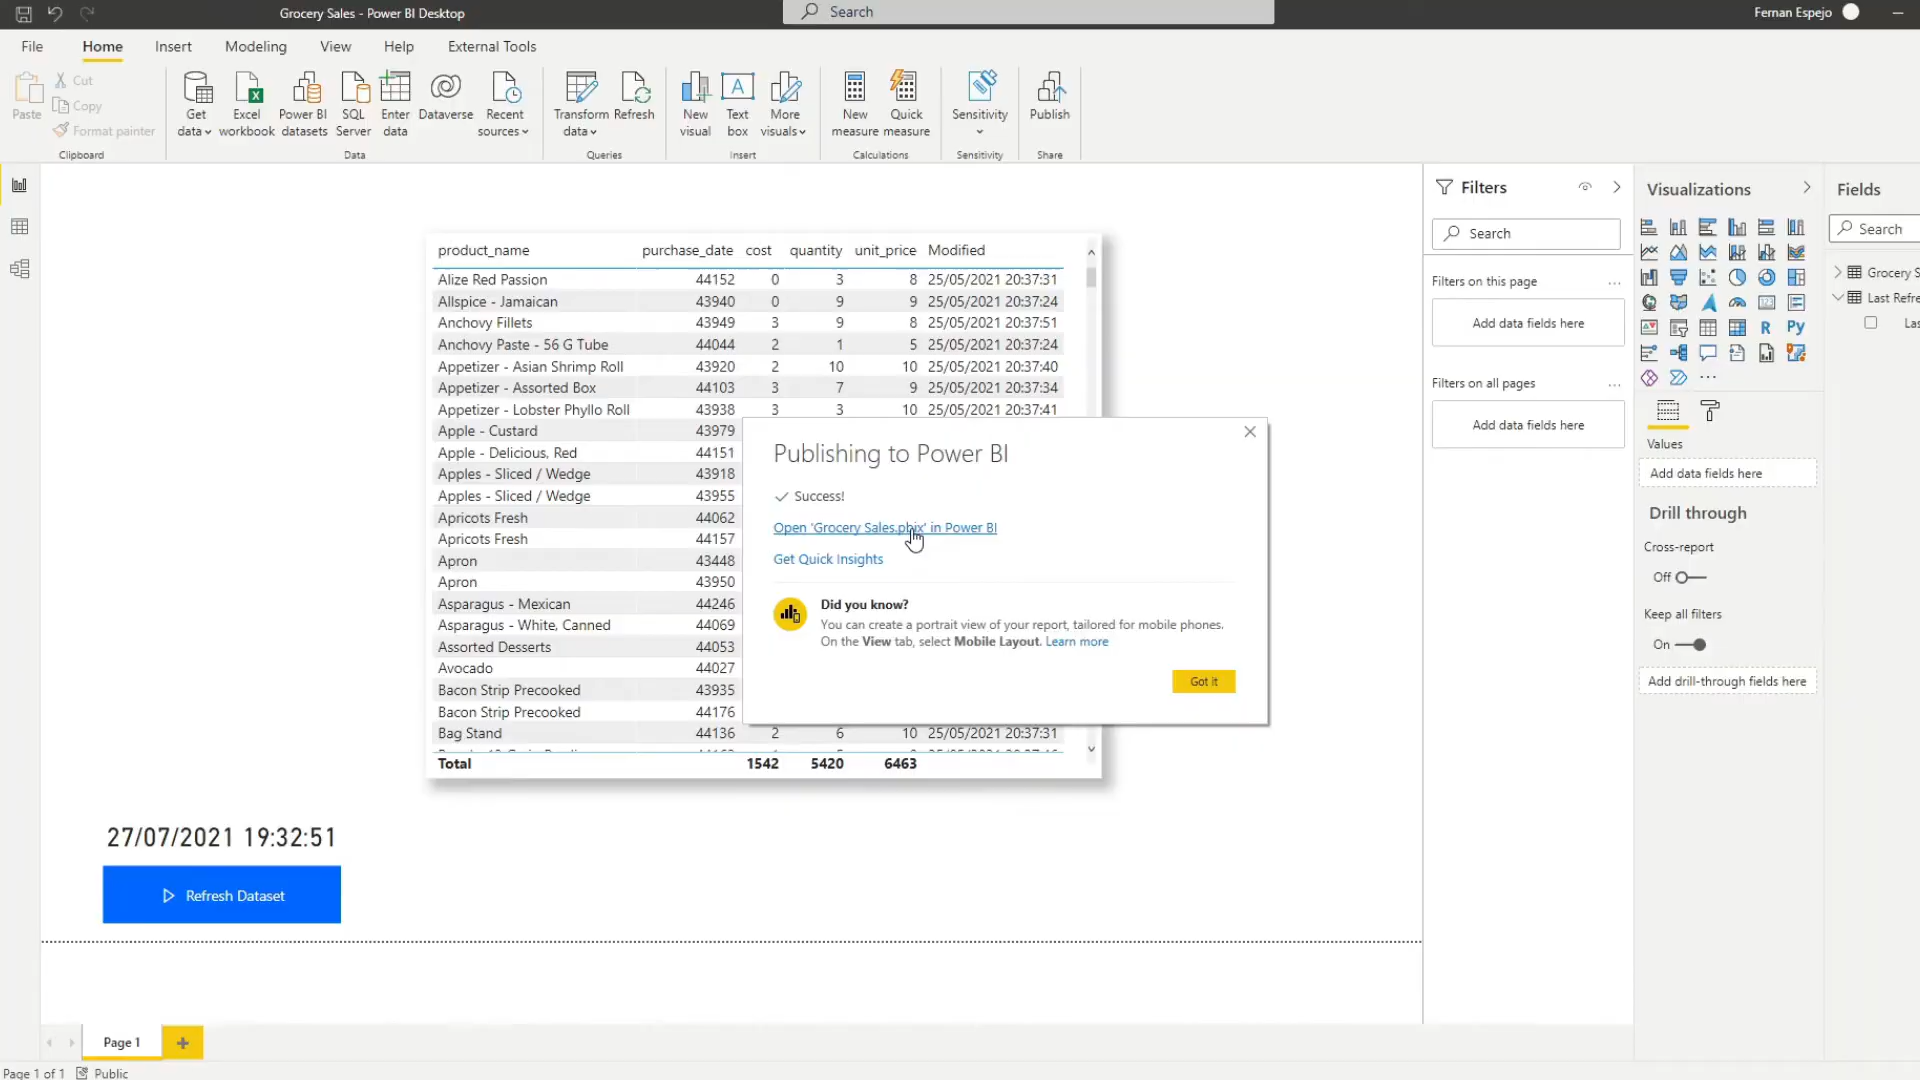 Grocery Sales - Power BI Desktop
Search
Fernan Espejo
File Home Insert Modeling View Help External Tools
Paste
Cut
Copy
Format painter
Get data
Excel workbook
Power BI datasets
SQL Server
Enter data
Dataverse
Recent sources
Transform data
Refresh
New visual
Text box
More visuals
New measure
Quick measure
Sensitivity
Publish
Clipboard
Data
Queries
Insert
Calculations
Sensitivity
Share
product_name purchase_date cost quantity unit_price Modified
Alize Red Passion 44152 0 3 8 25/05/2021 20:37:31
Allspice - Jamaican 43940 0 9 9 25/05/2021 20:37:24
Anchovy Fillets 43949 3 9 8 25/05/2021 20:37:51
Anchovy Paste - 56 G Tube 44044 2 1 5 25/05/2021 20:37:24
Appetizer - Asian Shrimp Roll 43920 2 10 10 25/05/2021 20:37:40
Appetizer - Assorted Box 44103 3 7 9 25/05/2021 20:37:34
Appetizer - Lobster Phyllo Roll 43938 3 3 10 25/05/2021 20:37:41
Apple - Custard 43979
Apple - Delicious, Red 44151
Apples - Sliced / Wedge 43918
Apples - Sliced / Wedge 43955
Apricots Fresh 44062
Apricots Fresh 44157
Apron 43448
Apron 43950
Asparagus - Mexican 44246
Asparagus - White, Canned 44069
Assorted Desserts 44053
Avocado 44027
Bacon Strip Precooked 43935
Bacon Strip Precooked 44176
Bag Stand 44136 2 6 10 25/05/2021 20:37:31
Total 1542 5420 6463
Publishing to Power BI
Success!
Open 'Grocery Sales.pbix' in Power BI
Get Quick Insights
Did you know?
You can create a portrait view of your report, tailored for mobile phones.
On the View tab, select Mobile Layout. Learn more
Got it
27/07/2021 19:32:51
Refresh Dataset
Filters
Search
Filters on this page ...
Add data fields here
Filters on all pages ...
Add data fields here
Visualizations
R Py
...
Values
Add data fields here
Drill through
Cross-report
Off
Keep all filters
On
Add drill-through fields here
Fields
Search
Grocery S
Last Refre
Las
Page 1
+
Page 1 of 1 Public